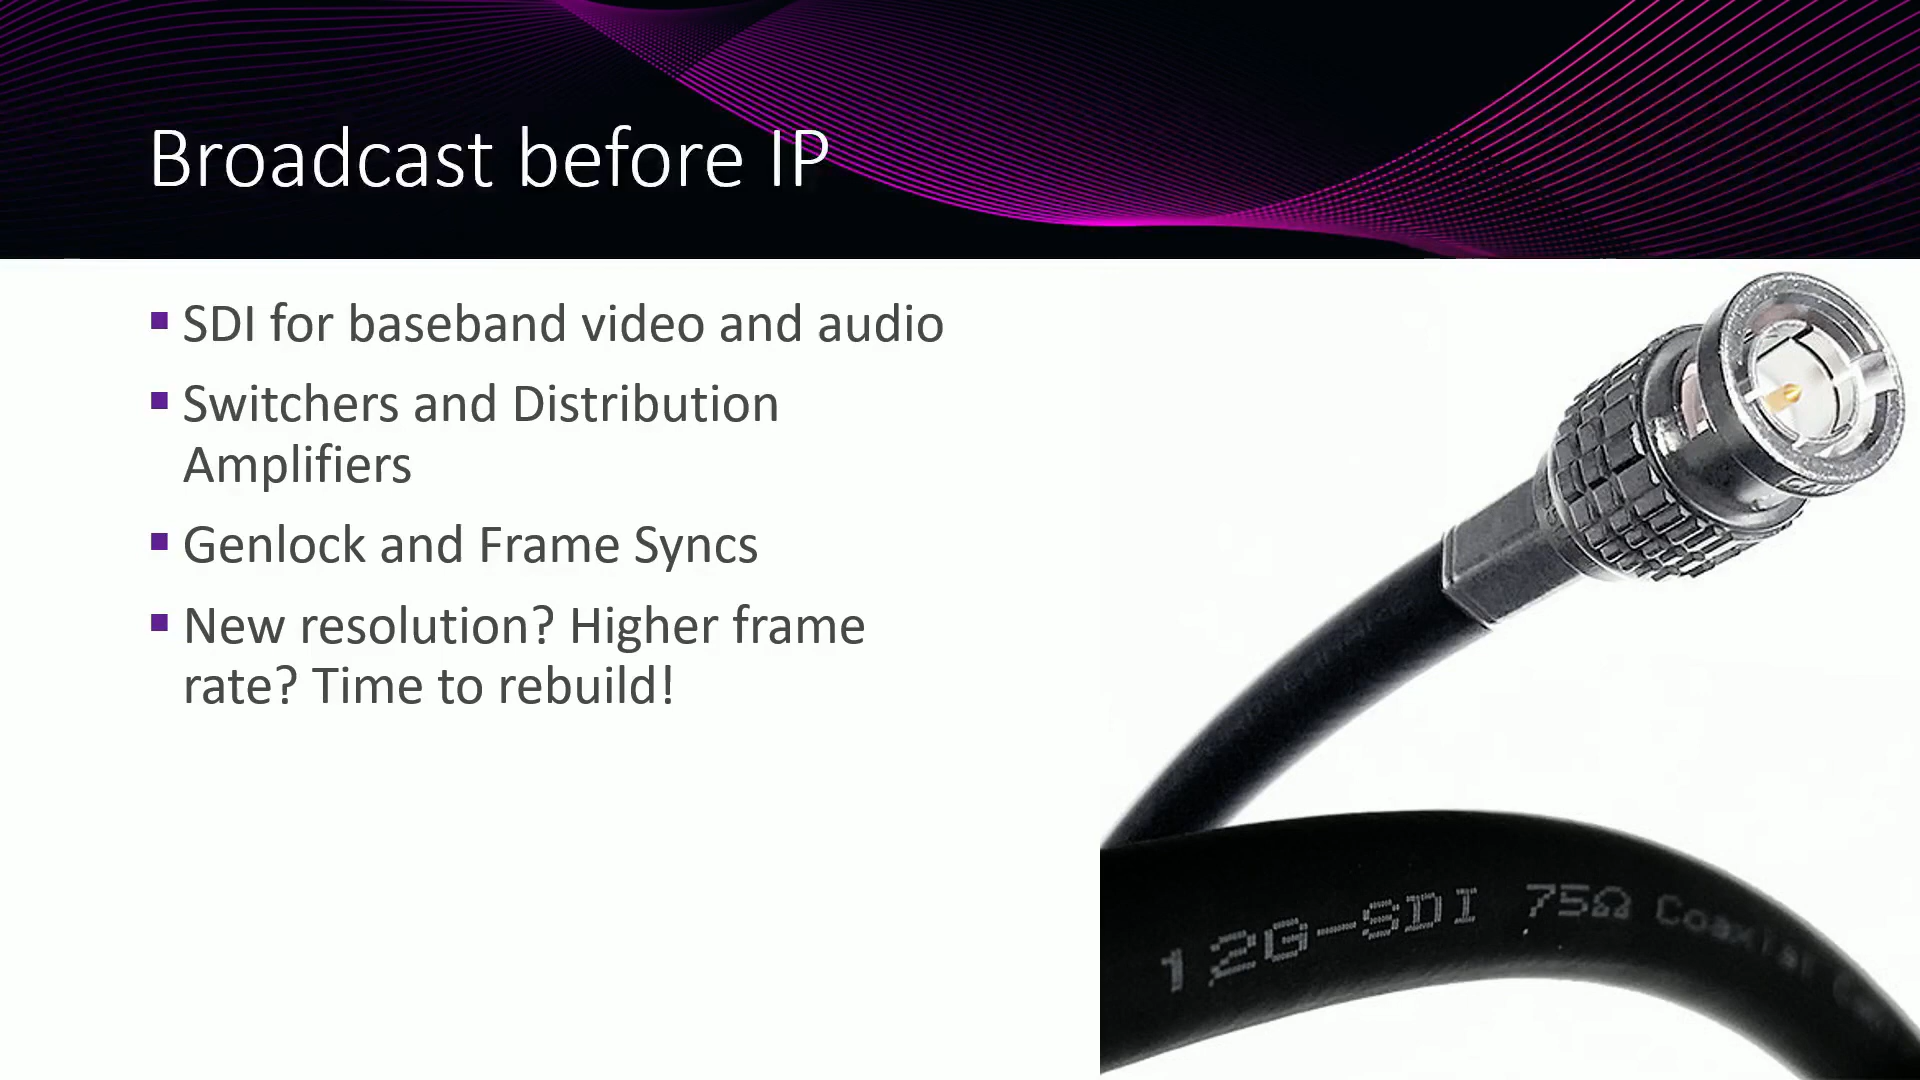 Broadcast before IP
SDI for baseband video and audio
Switchers and Distribution
Amplifiers
Genlock and Frame Syncs
New resolution? Higher frame
rate? Time to rebuild!
12G-SDI 75Ω Coaxial